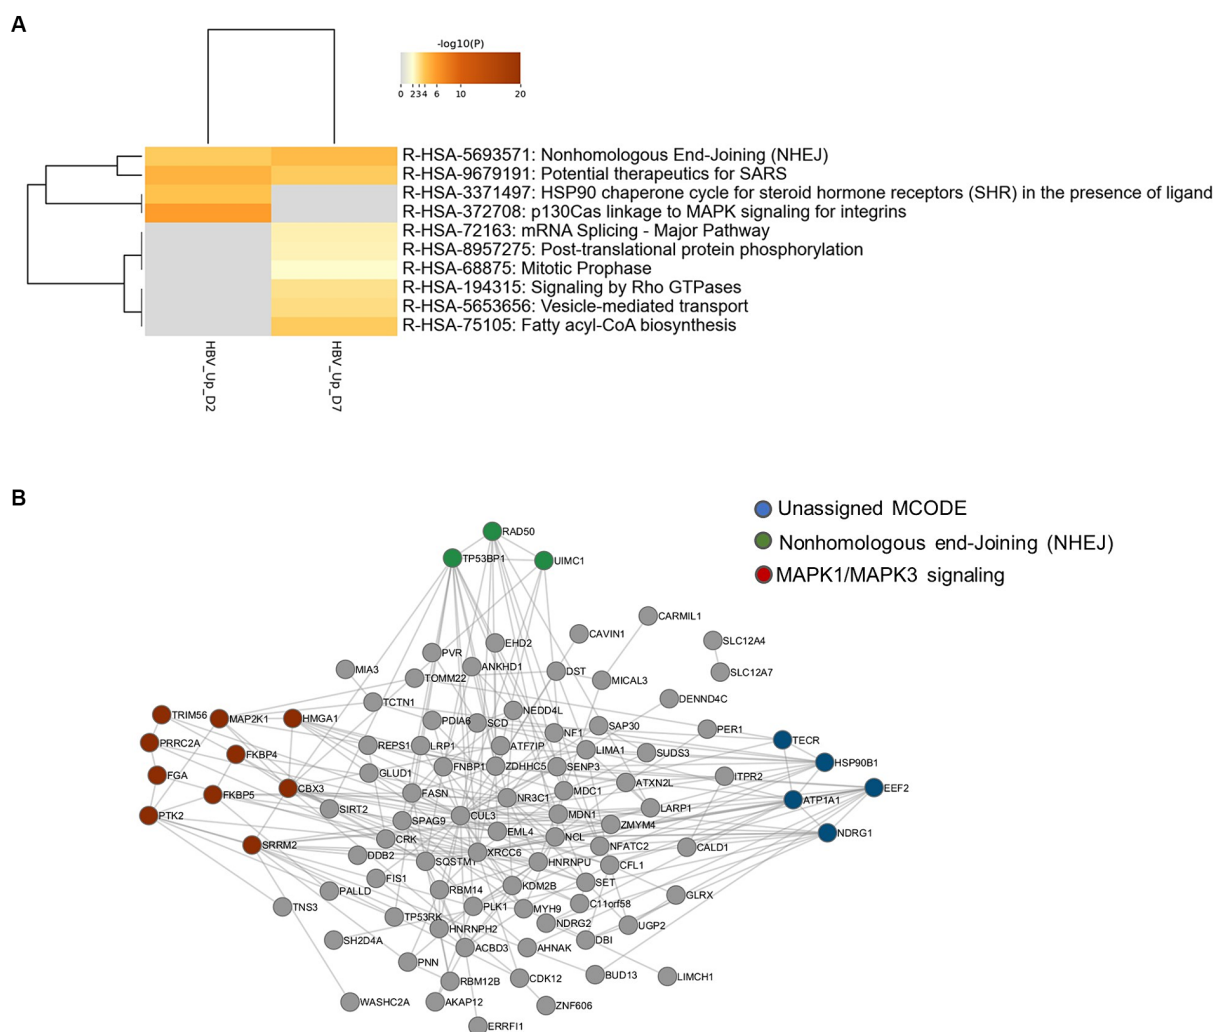 A
-log10(P)
0 2 3 4 6 10 20
R-HSA-5693571: Nonhomologous End-Joining (NHEJ)
R-HSA-9679191: Potential therapeutics for SARS
R-HSA-3371497: HSP90 chaperone cycle for steroid hormone receptors (SHR) in the presence of ligand
R-HSA-372708: p130Cas linkage to MAPK signaling for integrins
R-HSA-72163: mRNA Splicing - Major Pathway
R-HSA-8957275: Post-translational protein phosphorylation
R-HSA-68875: Mitotic Prophase
R-HSA-194315: Signaling by Rho GTPases
R-HSA-5653656: Vesicle-mediated transport
R-HSA-75105: Fatty acyl-CoA biosynthesis
HBV_Up_D2
HBV_Up_D7
B
Unassigned MCODE
Nonhomologous end-Joining (NHEJ)
MAPK1/MAPK3 signaling
RAD50
TP53BP1
UIMC1
CARMIL1
CAVIN1
SLC12A4
EHD2
PVR
ANKHD1
MIA3
DST
SLC12A7
TOMM22
MICAL3
TCTN1
DENND4C
NEDD4L
TRIM56
MAP2K1
HMGA1
PDIA6
SCD
SAP30
PER1
NF1
TECR
PRRC2A
REPS1
LRP1
ATF7IP
LIMA1
SUDS3
FKBP4
HSP90B1
FNBP1
ZDHHC5
SENP3
FGA
GLUD1
ITPR2
ATXN2L
CBX3
EEF2
MDC1
FKBP5
FASN
NR3C1
ATP1A1
SIRT2
LARP1
PTK2
SPAG9
CUL3
MDN1
ZMYM4
EML4
NDRG1
CRK
NCL
SRRM2
NFATC2
CALD1
DDB2
XRCC6
SQSTM1
HNRNPU
CFL1
FIS1
SET
PALLD
RBM14
KDM2B
GLRX
TNS3
PLK1
MYH9
C11orf58
TP53RK
NDRG2
UGP2
HNRNPH2
SH2D4A
DBI
ACBD3
AHNAK
PNN
BUD13
LIMCH1
RBM12B
CDK12
WASHC2A
AKAP12
ZNF606
ERRFI1